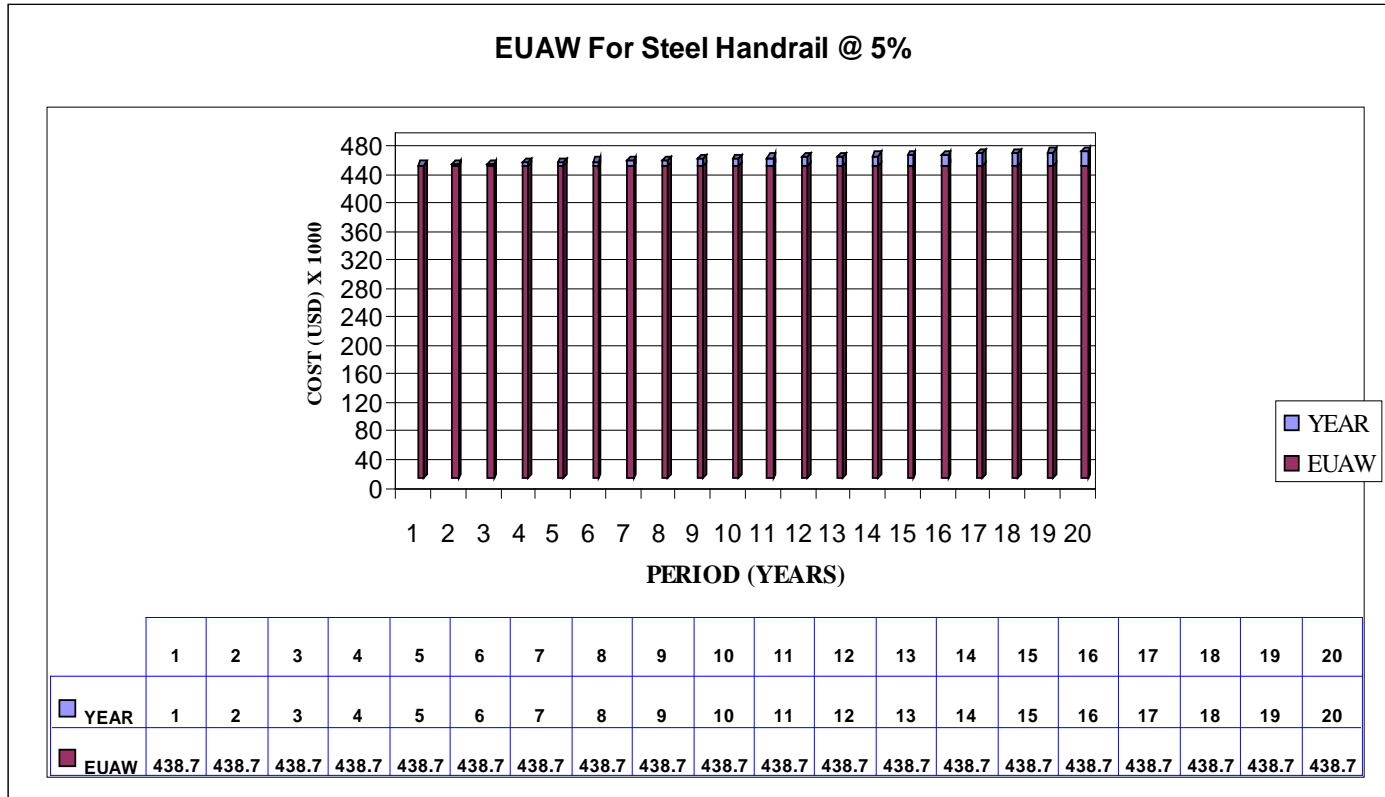 EUAW For Steel Handrail @ 5%
480
440
400
360
320
280
240
200
160
120
80
40
0
COST (USD) X 1000
1 2 3 4 5 6 7 8 9 10 11 12 13 14 15 16 17 18 19 20
PERIOD (YEARS)
YEAR
EUAW
1 2 3 4 5 6 7 8 9 10 11 12 13 14 15 16 17 18 19 20
YEAR 1 2 3 4 5 6 7 8 9 10 11 12 13 14 15 16 17 18 19 20
EUAW 438.7 438.7 438.7 438.7 438.7 438.7 438.7 438.7 438.7 438.7 438.7 438.7 438.7 438.7 438.7 438.7 438.7 438.7 438.7 438.7